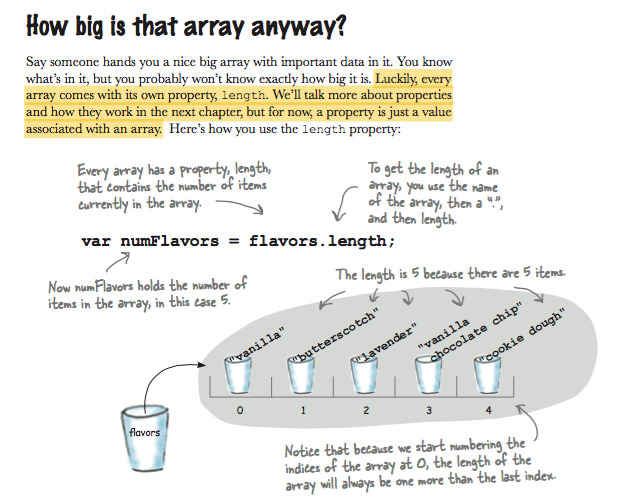 How big is that array anyway?
Say someone hands you a nice big array with important data in it. You know
what's in it, but you probably won't know exactly how big it is. Luckily, every
array comes with its own property, length. We'll talk more about properties
and how they work in the next chapter, but for now, a property is just a value
associated with an array. Here's how you use the length property:
Every array has a property, length,
that contains the number of items
currently in the array.
To get the length of an
array, you use the name
of the array, then a ".",
and then length.
var numFlavors = flavors.length;
Now numFlavors holds the number of
items in the array, in this case 5.
The length is 5 because there are 5 items.
"vanilla"
"butterscotch"
"lavender"
"vanilla
chocolate chip"
"cookie dough"
0 1 2 3 4
flavors
Notice that because we start numbering the
indices of the array at 0, the length of the
array will always be one more than the last index.